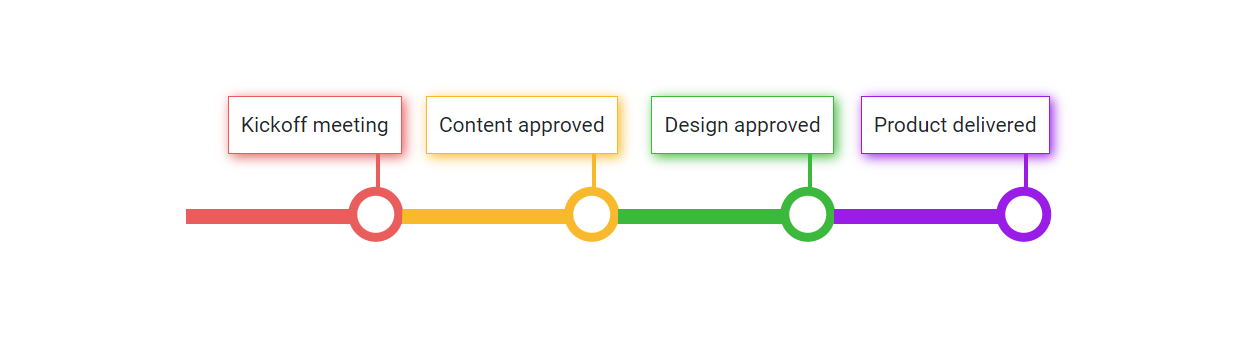 Kickoff meeting
Content approved
Design approved
Product delivered